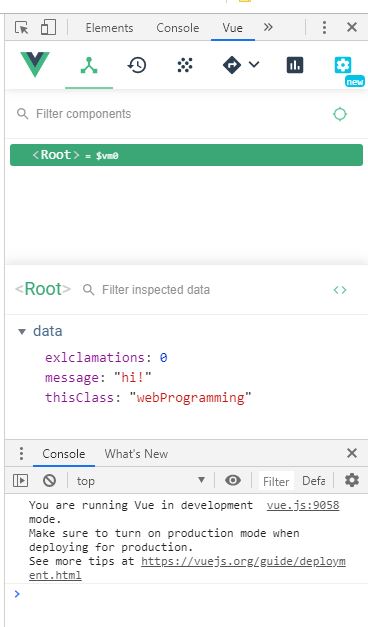 Elements Console Vue »
new
Filter components
<Root> = $vm0
<Root> Filter inspected data <>
data
exlclamations: 0
message: "hi!"
thisClass: "webProgramming"
Console What's New
top Filter Defa
You are running Vue in development vue.js:9058
mode.
Make sure to turn on production mode when
deploying for production.
See more tips at https://vuejs.org/guide/deploym
ent.html
>